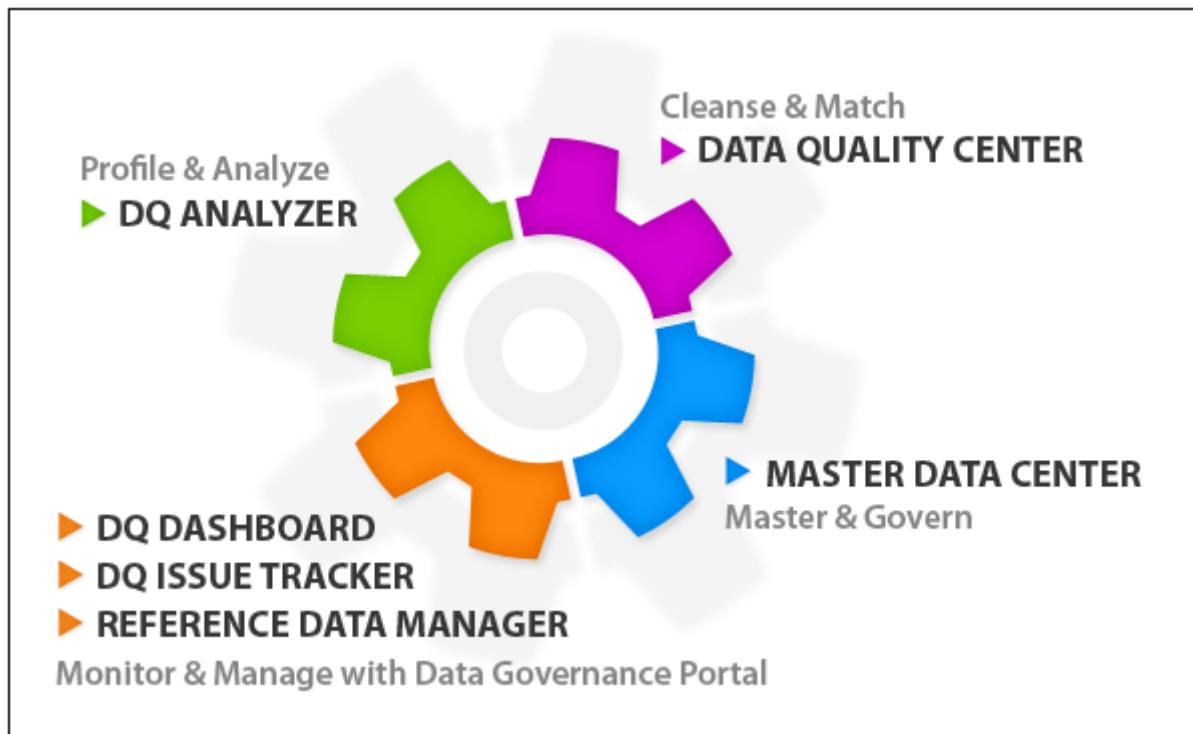 Cleanse & Match
DATA QUALITY CENTER
Profile & Analyze
DQ ANALYZER
MASTER DATA CENTER
Master & Govern
DQ DASHBOARD
DQ ISSUE TRACKER
REFERENCE DATA MANAGER
Monitor & Manage with Data Governance Portal